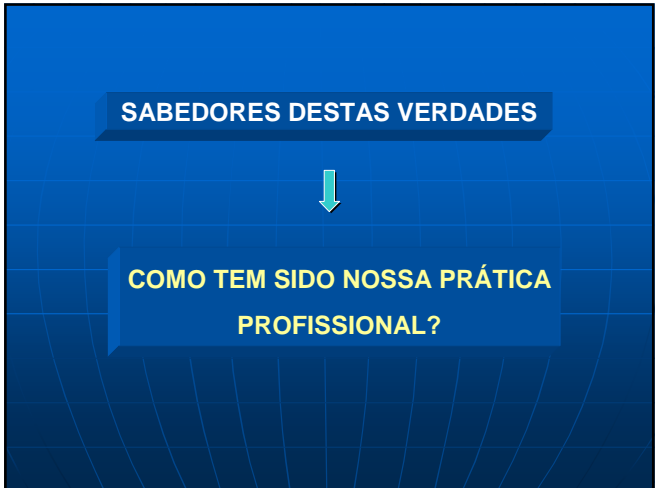 SABEDORES DESTAS VERDADES
COMO TEM SIDO NOSSA PRÁTICA
PROFISSIONAL?